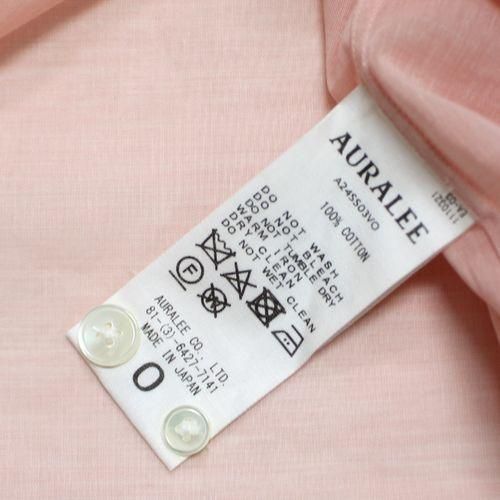 AURALEE
A24SS03VO
100% COTTON
DO NOT WASH
DO NOT BLEACH
DO NOT TUMBLE DRY
WARM IRON
DRY CLEAN
DO NOT WET CLEAN
F
W
AURALEE CO., LTD.
81-(3)-6427-7141
MADE IN JAPAN
0